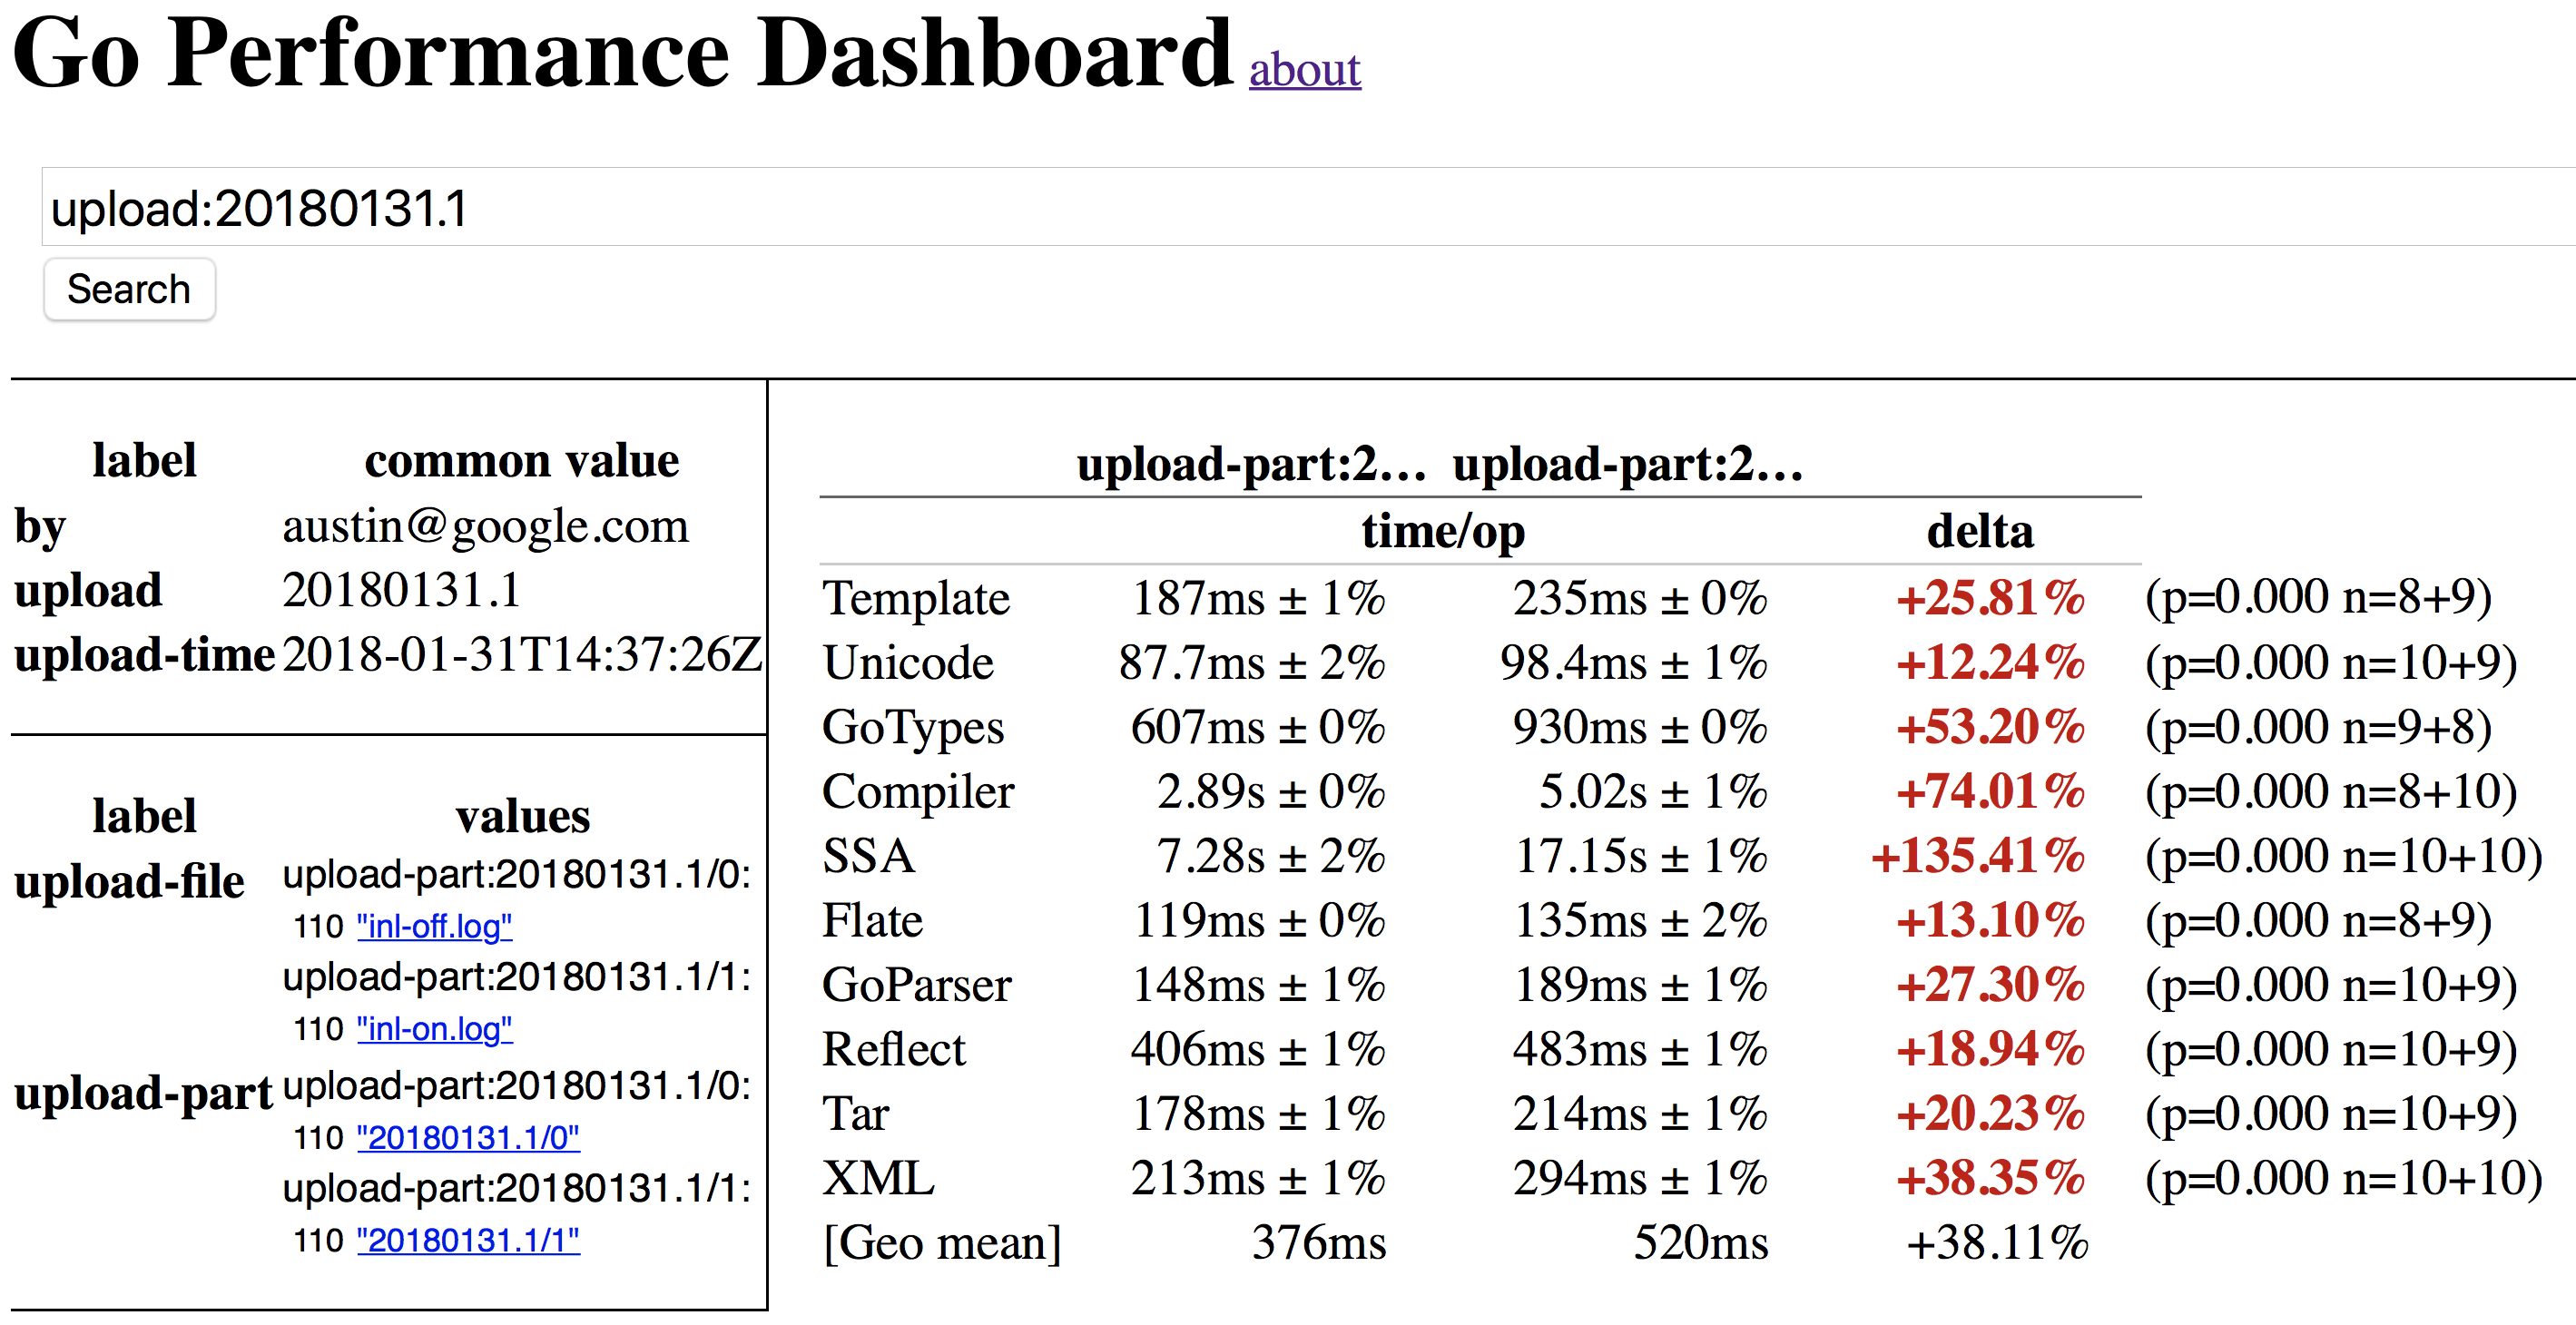 Go Performance Dashboard about
upload:20180131.1
Search
label common value
by austin@google.com
upload 20180131.1
upload-time 2018-01-31T14:37:26Z
label values
upload-file upload-part:20180131.1/0:
110 "inl-off.log"
upload-part:20180131.1/1:
110 "inl-on.log"
upload-part upload-part:20180131.1/0:
110 "20180131.1/0"
upload-part:20180131.1/1:
110 "20180131.1/1"
upload-part:2… upload-part:2…
time/op delta
Template 187ms ± 1% 235ms ± 0% +25.81% (p=0.000 n=8+9)
Unicode 87.7ms ± 2% 98.4ms ± 1% +12.24% (p=0.000 n=10+9)
GoTypes 607ms ± 0% 930ms ± 0% +53.20% (p=0.000 n=9+8)
Compiler 2.89s ± 0% 5.02s ± 1% +74.01% (p=0.000 n=8+10)
SSA 7.28s ± 2% 17.15s ± 1% +135.41% (p=0.000 n=10+10)
Flate 119ms ± 0% 135ms ± 2% +13.10% (p=0.000 n=8+9)
GoParser 148ms ± 1% 189ms ± 1% +27.30% (p=0.000 n=10+9)
Reflect 406ms ± 1% 483ms ± 1% +18.94% (p=0.000 n=10+9)
Tar 178ms ± 1% 214ms ± 1% +20.23% (p=0.000 n=10+9)
XML 213ms ± 1% 294ms ± 1% +38.35% (p=0.000 n=10+10)
[Geo mean] 376ms 520ms +38.11%